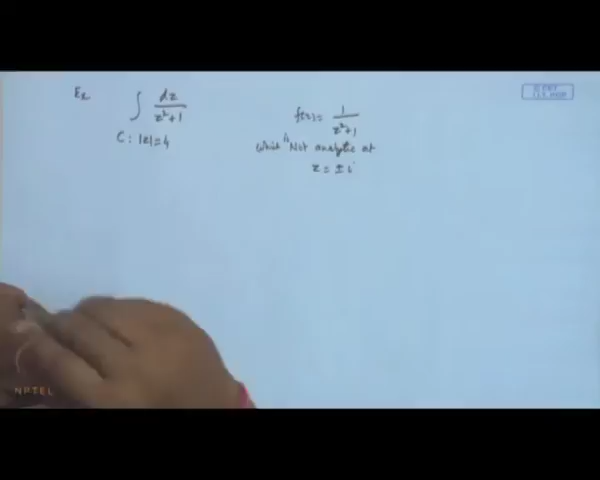 Ex
∫ dz / z²+1
C: |z|=4
f(z) = 1 / z²+1
which is Not analytic at
z = ± i
NPTEL